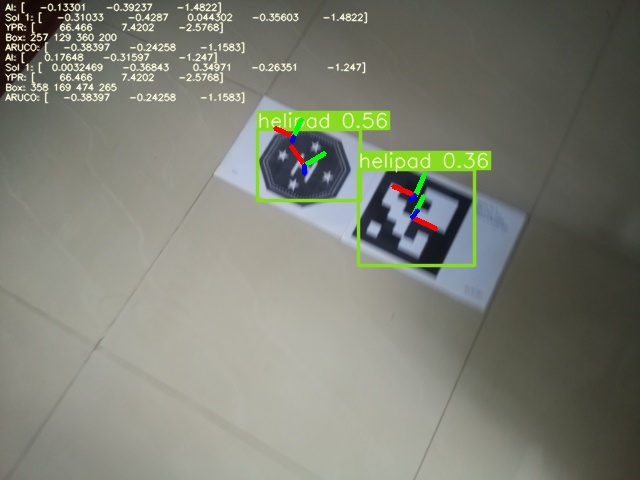 AI: [ -0.13301 -0.39237 -1.4822]
Sol 1: [ -0.31033 -0.4287 0.044302 -0.35603 -1.4822]
YPR: [ 66.466 7.4202 -2.5768]
Box: 257 129 360 200
ARUCO: [ -0.38397 -0.24258 -1.1583]
AI: [ 0.17648 -0.31597 -1.247]
Sol 1: [ 0.0032469 -0.36843 0.34971 -0.26351 -1.247]
YPR: [ 66.466 7.4202 -2.5768]
Box: 358 169 474 265
ARUCO: [ -0.38397 -0.24258 -1.1583]
helipad 0.56
helipad 0.36